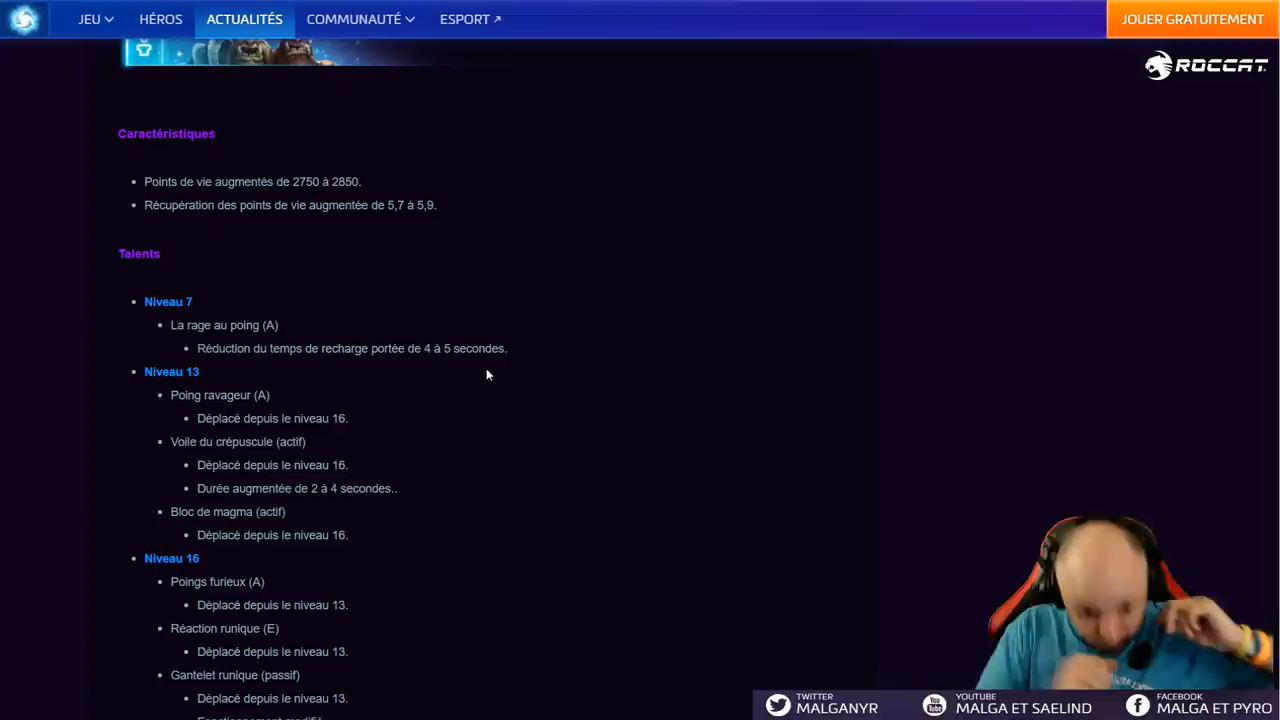 JEU
HÉROS
ACTUALITÉS
COMMUNAUTÉ
ESPORT
JOUER GRATUITEMENT
ROCCAT
Caractéristiques
Points de vie augmentés de 2750 à 2850.
Récupération des points de vie augmentée de 5,7 à 5,9.
Talents
Niveau 7
La rage au poing (A)
Réduction du temps de recharge portée de 4 à 5 secondes.
Niveau 13
Poing ravageur (A)
Déplacé depuis le niveau 16.
Voile du crépuscule (actif)
Déplacé depuis le niveau 16.
Durée augmentée de 2 à 4 secondes..
Bloc de magma (actif)
Déplacé depuis le niveau 16.
Niveau 16
Poings furieux (A)
Déplacé depuis le niveau 13.
Réaction runique (E)
Déplacé depuis le niveau 13.
Gantelet runique (passif)
Déplacé depuis le niveau 13.
TWITTER
MALGANYR
YOUTUBE
MALGA ET SAELIND
FACEBOOK
MALGA ET PYRO